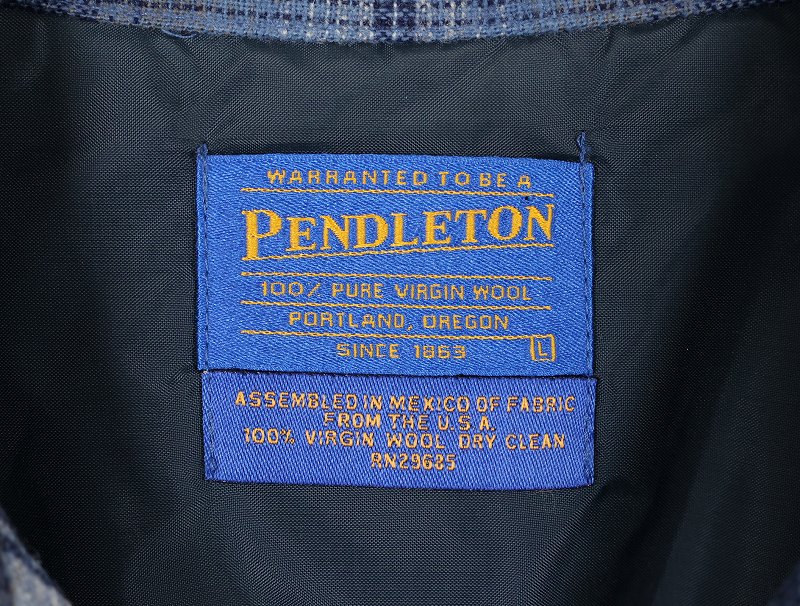 WARRANTED TO BE A
PENDLETON
100% PURE VIRGIN WOOL
PORTLAND, OREGON
SINCE 1863 L
ASSEMBLED IN MEXICO OF FABRIC
FROM THE U.S.A.
100% VIRGIN WOOL DRY CLEAN
RN29685